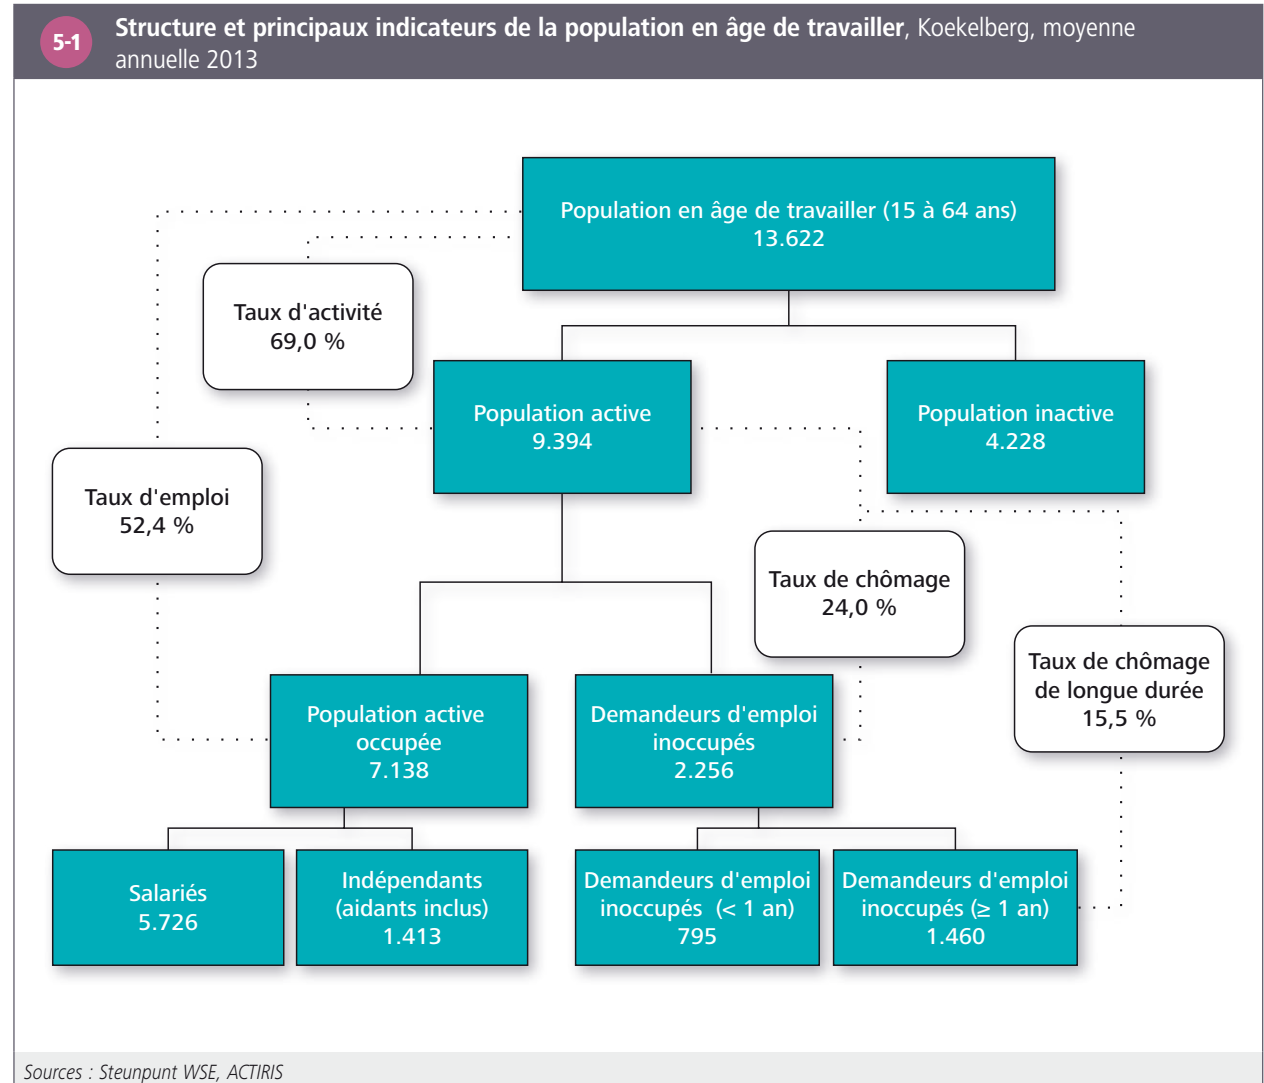 5-1
Structure et principaux indicateurs de la population en âge de travailler, Koekelberg, moyenne
annuelle 2013
Population en âge de travailler (15 à 64 ans)
13.622
Taux d'activité
69,0 %
Population active
9.394
Population inactive
4.228
Taux d'emploi
52,4 %
Taux de chômage
24,0 %
Taux de chômage
de longue durée
15,5 %
Population active
occupée
7.138
Demandeurs d'emploi
inoccupés
2.256
Salariés
5.726
Indépendants
(aidants inclus)
1.413
Demandeurs d'emploi
inoccupés (< 1 an)
795
Demandeurs d'emploi
inoccupés (≥ 1 an)
1.460
Sources : Steunpunt WSE, ACTIRIS